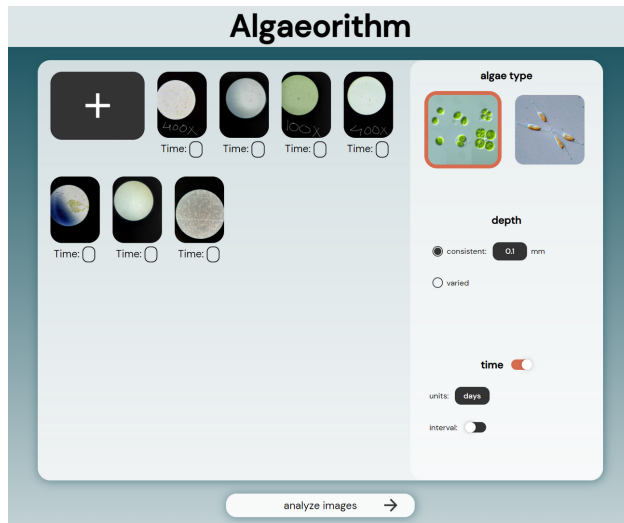 Algaeorithm
algae type
400X
100X
400X
Time: Time: Time: Time:
depth
consistent: 0.1 mm
varied
Time: Time: Time:
time
units: days
interval:
analyze images